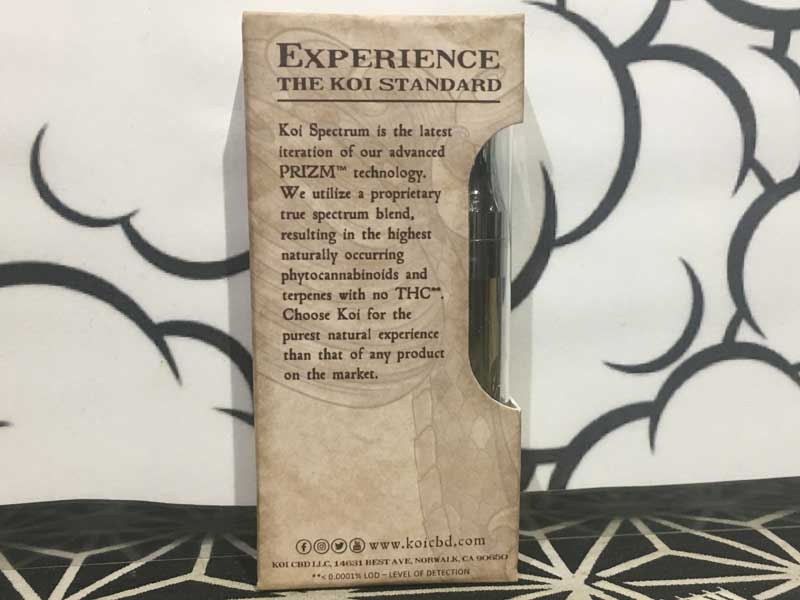 EXPERIENCE
THE KOI STANDARD
Koi Spectrum is the latest
iteration of our advanced
PRIZM™ technology.
We utilize a proprietary
true spectrum blend,
resulting in the highest
naturally occurring
phytocannabinoids and
terpenes with no THC**.
Choose Koi for the
purest natural experience
than that of any product
on the market.
www.koicbd.com
KOI CBD LLC, 14631 BEST AVE, NORWALK, CA 90650
**< 0.0001% LOD – LEVEL OF DETECTION